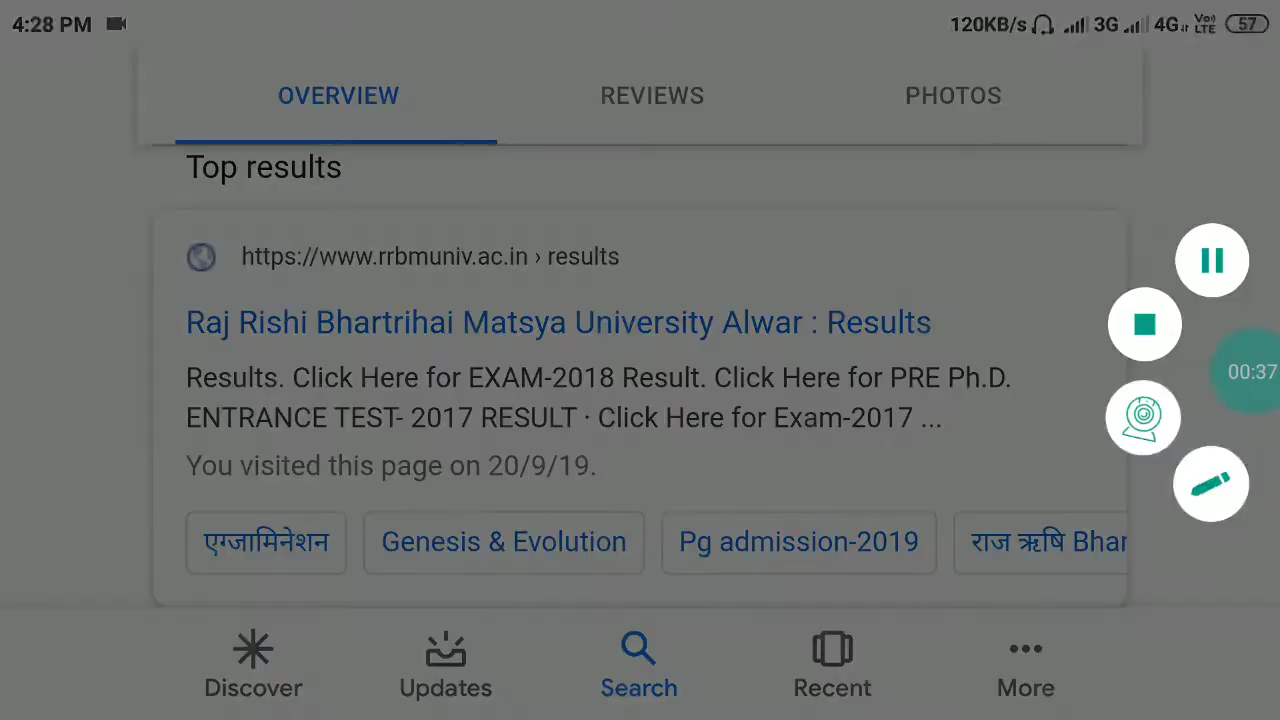 4:28 PM
120KB/s 3G 4G Vo) LTE 57
OVERVIEW REVIEWS PHOTOS
Top results
https://www.rrbmuniv.ac.in › results
Raj Rishi Bhartrihai Matsya University Alwar : Results
Results. Click Here for EXAM-2018 Result. Click Here for PRE Ph.D.
ENTRANCE TEST- 2017 RESULT · Click Here for Exam-2017 ...
You visited this page on 20/9/19.
एग्जामिनेशन Genesis & Evolution Pg admission-2019 राज ऋषि Bhar
00:37
Discover Updates Search Recent More